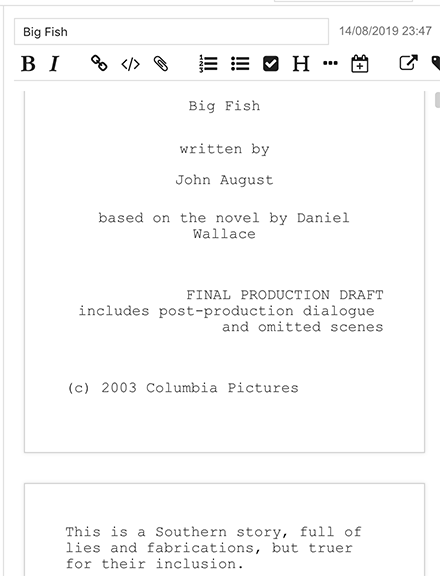 Big Fish
14/08/2019 23:47
B I </> H
Big Fish
written by
John August
based on the novel by Daniel
Wallace
FINAL PRODUCTION DRAFT
includes post-production dialogue
and omitted scenes
(c) 2003 Columbia Pictures
This is a Southern story, full of
lies and fabrications, but truer
for their inclusion.